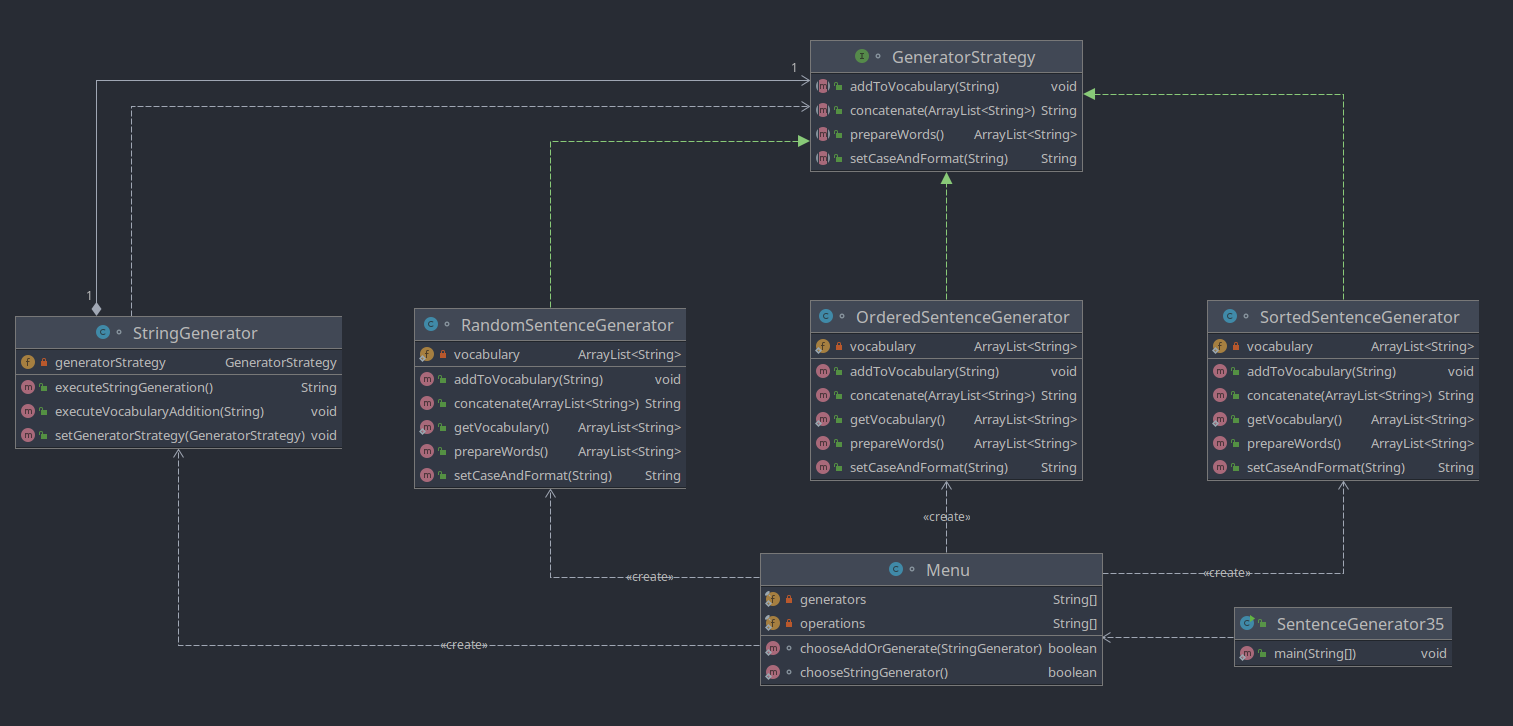 GeneratorStrategy
addToVocabulary(String) void
concatenate(ArrayList<String>) String
prepareWords() ArrayList<String>
setCaseAndFormat(String) String
1
1
StringGenerator
generatorStrategy GeneratorStrategy
executeStringGeneration() String
executeVocabularyAddition(String) void
setGeneratorStrategy(GeneratorStrategy) void
RandomSentenceGenerator
vocabulary ArrayList<String>
addToVocabulary(String) void
concatenate(ArrayList<String>) String
getVocabulary() ArrayList<String>
prepareWords() ArrayList<String>
setCaseAndFormat(String) String
OrderedSentenceGenerator
vocabulary ArrayList<String>
addToVocabulary(String) void
concatenate(ArrayList<String>) String
getVocabulary() ArrayList<String>
prepareWords() ArrayList<String>
setCaseAndFormat(String) String
SortedSentenceGenerator
vocabulary ArrayList<String>
addToVocabulary(String) void
concatenate(ArrayList<String>) String
getVocabulary() ArrayList<String>
prepareWords() ArrayList<String>
setCaseAndFormat(String) String
«create»
«create»
«create»
«create»
Menu
generators String[]
operations String[]
chooseAddOrGenerate(StringGenerator) boolean
chooseStringGenerator() boolean
SentenceGenerator35
main(String[]) void